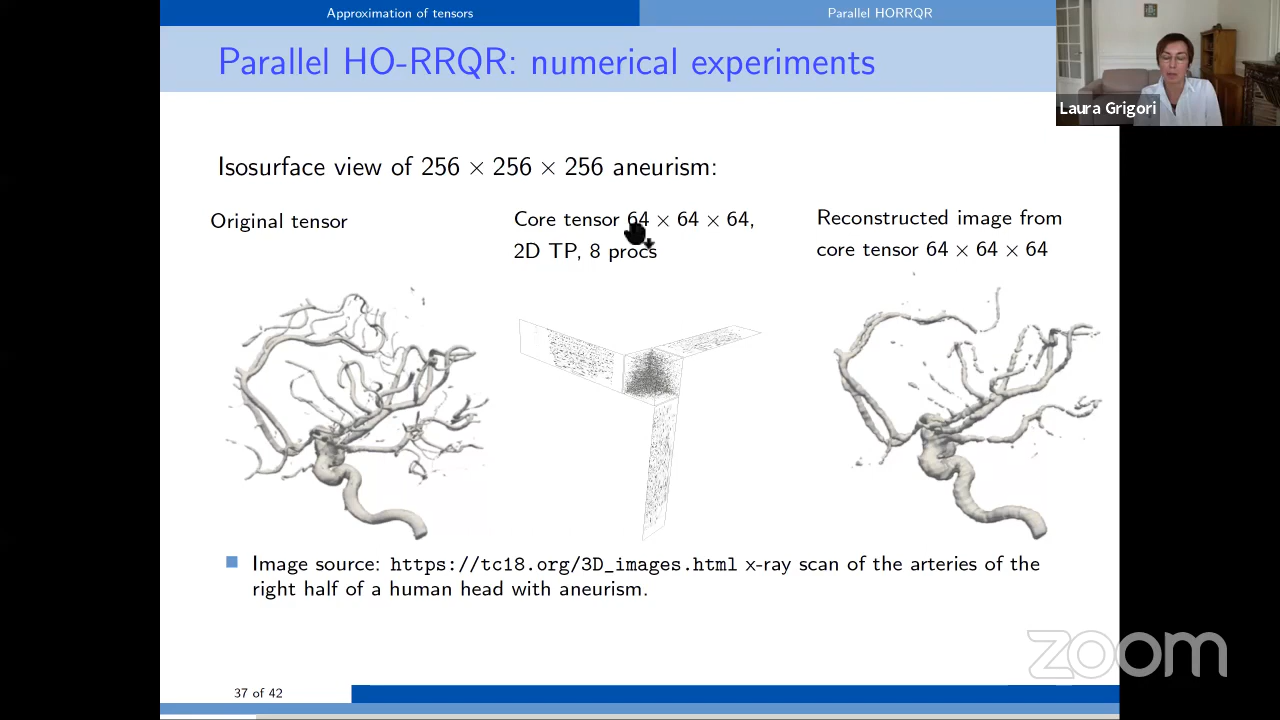 Approximation of tensors
Parallel HORRQR
Parallel HO-RRQR: numerical experiments
Laura Grigori
Isosurface view of 256 × 256 × 256 aneurism:
Original tensor
Core tensor 64 × 64 × 64,
2D TP, 8 procs
Reconstructed image from
core tensor 64 × 64 × 64
Image source: https://tc18.org/3D_images.html x-ray scan of the arteries of the
right half of a human head with aneurism.
zoom
37 of 42